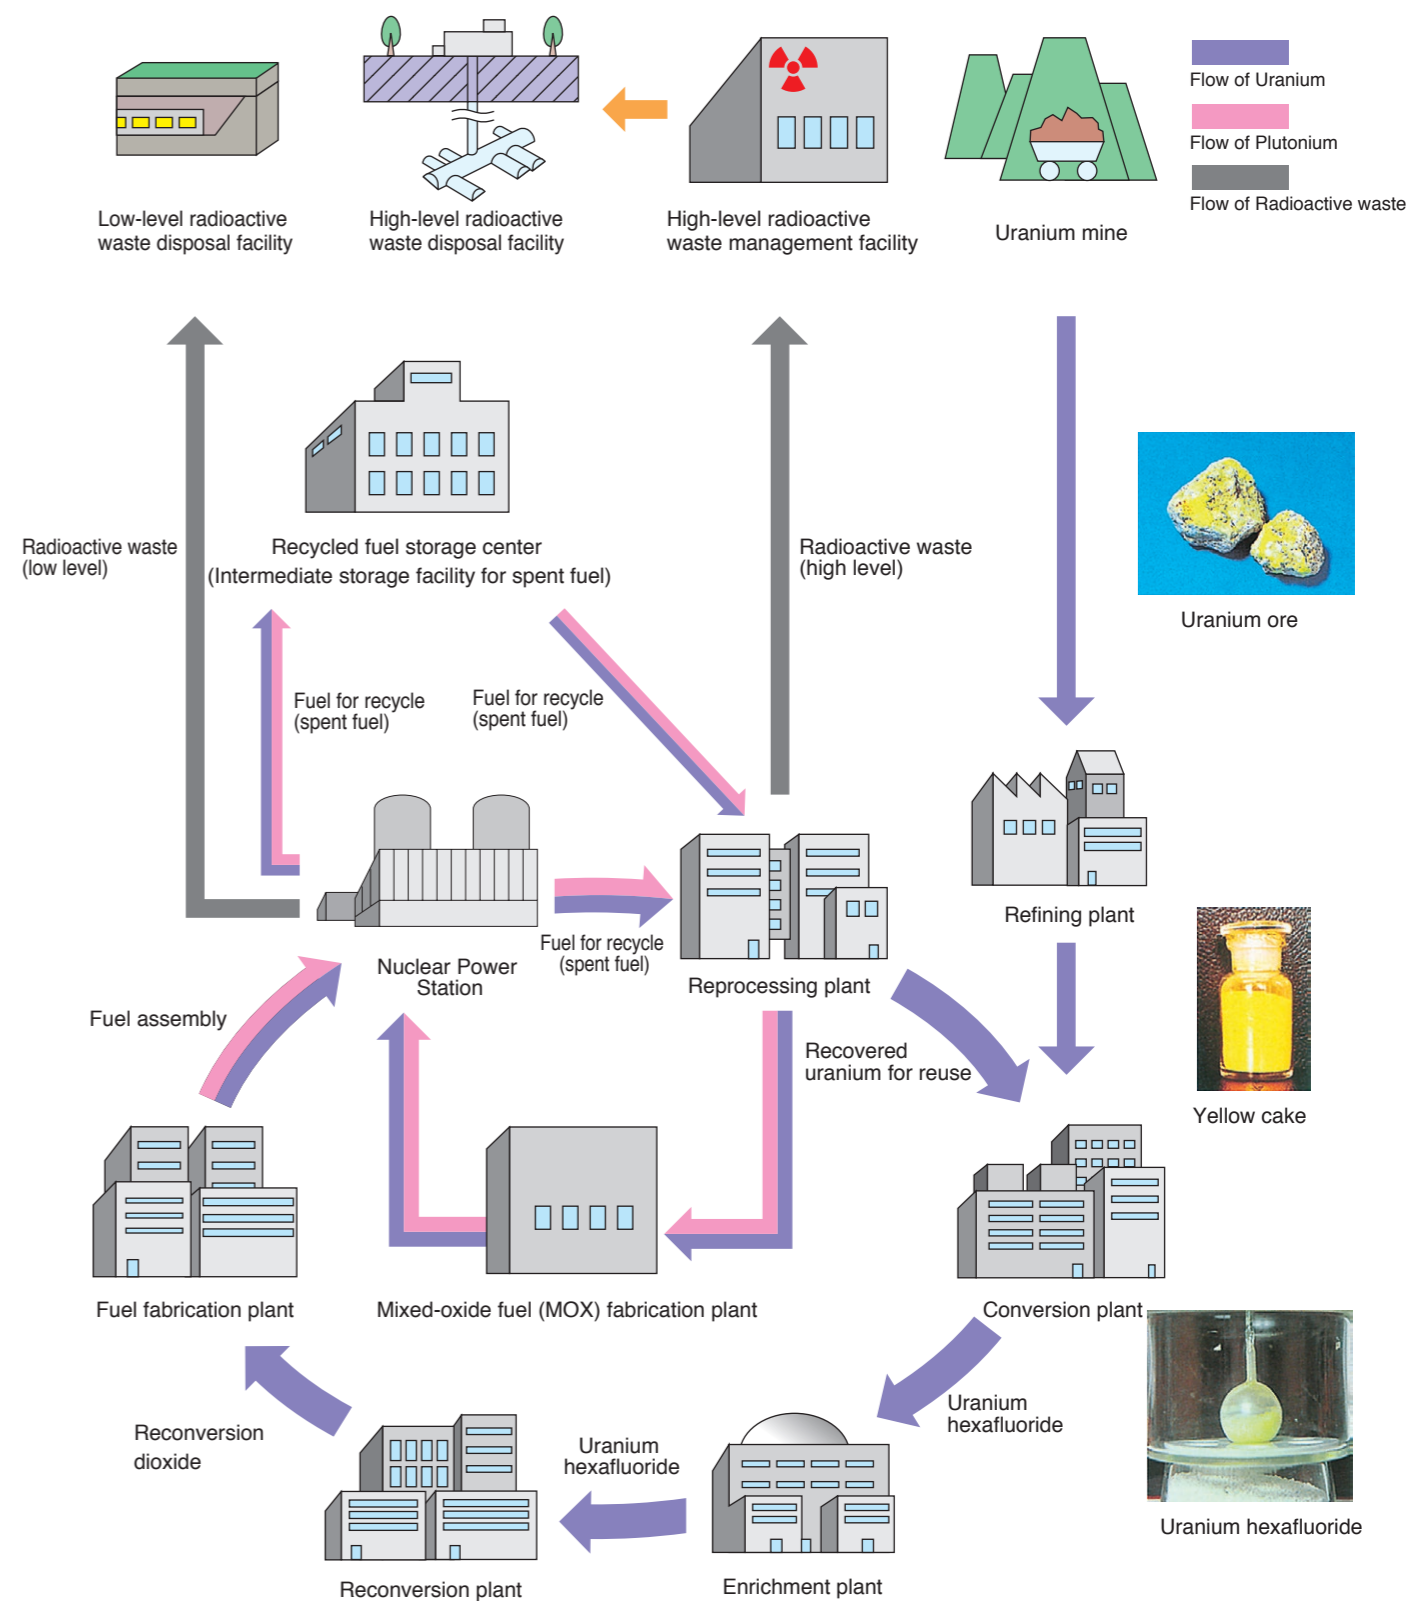 Flow of Uranium
Flow of Plutonium
Flow of Radioactive waste
Low-level radioactive
waste disposal facility
High-level radioactive
waste disposal facility
High-level radioactive
waste management facility
Uranium mine
Radioactive waste
(low level)
Recycled fuel storage center
(Intermediate storage facility for spent fuel)
Radioactive waste
(high level)
Uranium ore
Fuel for recycle
(spent fuel)
Fuel for recycle
(spent fuel)
Refining plant
Fuel for recycle
(spent fuel)
Nuclear Power
Station
Reprocessing plant
Fuel assembly
Recovered
uranium for reuse
Yellow cake
Fuel fabrication plant
Mixed-oxide fuel (MOX) fabrication plant
Conversion plant
Uranium
hexafluoride
Reconversion
dioxide
Uranium
hexafluoride
Uranium hexafluoride
Reconversion plant
Enrichment plant